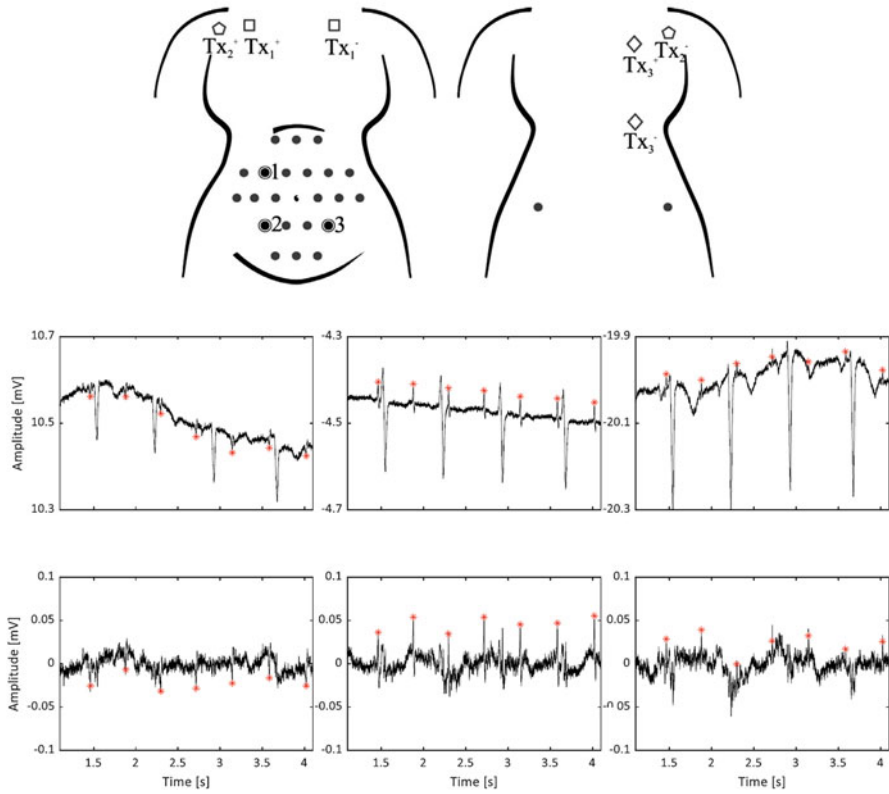 Tx₂⁺ Tx₁⁺ Tx₁⁻
Tx₃⁺ Tx₂⁻
Tx₃⁻
1
2 3
10.7 -4.3 -19.9
Amplitude [mV]
10.5 -4.5 20.1
10.3 -4.7 -20.3
1.5 2 2.5 3 3.5 4 1.5 2 2.5 3 3.5 4 1.5 2 2.5 3 3.5 4
0.1 0.1 0.1
0.05 0.05 0.05
Amplitude [mV]
0 0 0
-0.05 -0.05
-0.1 -0.1 -0.1
1.5 2 2.5 3 3.5 4 1.5 2 2.5 3 3.5 4 1.5 2 2.5 3 3.5 4
Time [s] Time [s] Time [s]